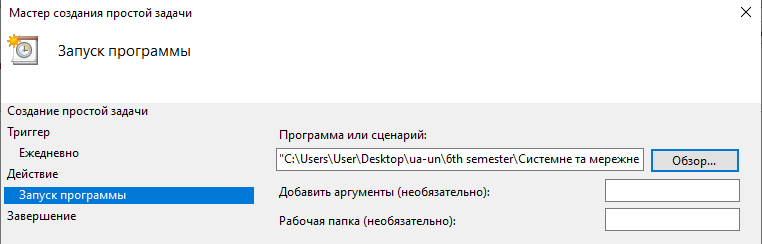 Мастер создания простой задачи
Запуск программы
Создание простой задачи
Триггер
Ежедневно
Действие
Запуск программы
Завершение
Программа или сценарий:
"C:\Users\User\Desktop\ua-un\6th semester\Системне та мережне
Обзор...
Добавить аргументы (необязательно):
Рабочая папка (необязательно):